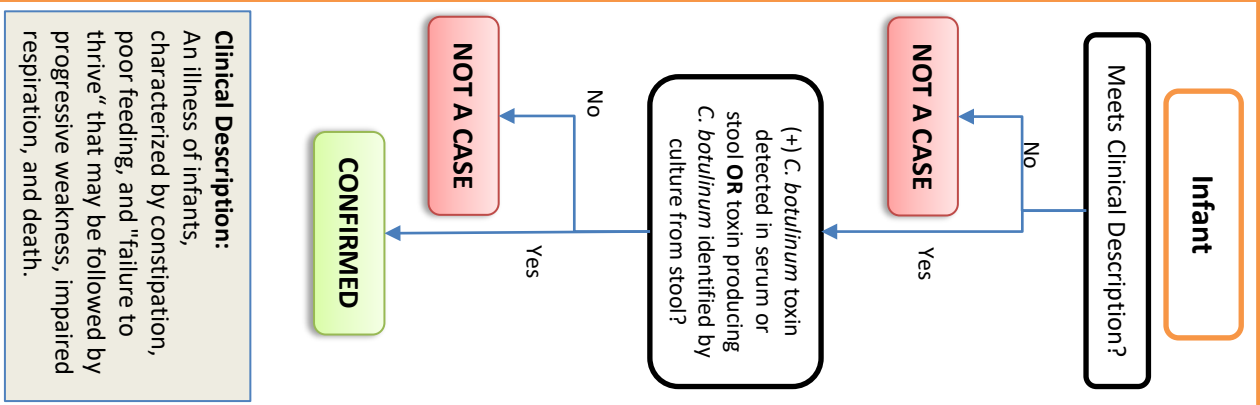 Infant
Meets Clinical Description?
No
NOT A CASE
Yes
(+) C. botulinum toxin
detected in serum or
stool OR toxin producing
C. botulinum identified by
culture from stool?
No
NOT A CASE
Yes
CONFIRMED
Clinical Description:
An illness of infants,
characterized by constipation,
poor feeding, and "failure to
thrive“ that may be followed by
progressive weakness, impaired
respiration, and death.